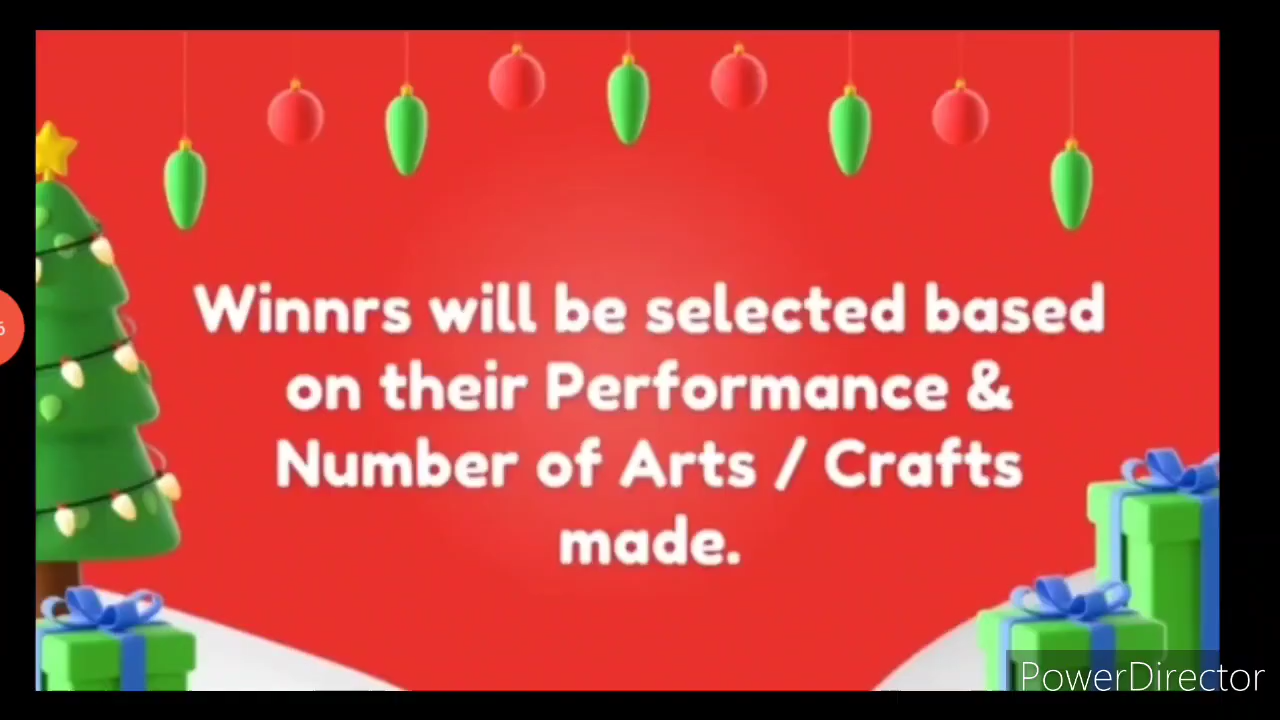 Winnrs will be selected based
on their Performance &
Number of Arts / Crafts
made.
PowerDirector